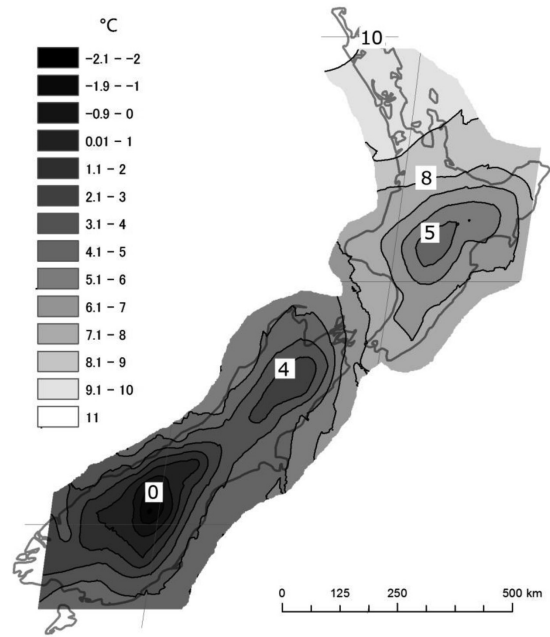 °C
-2.1 – -2
-1.9 – -1
-0.9 – 0
0.01 – 1
1.1 – 2
2.1 – 3
3.1 – 4
4.1 – 5
5.1 – 6
6.1 – 7
7.1 – 8
8.1 – 9
9.1 – 10
11
10
8
5
4
0
0 125 250 500 km